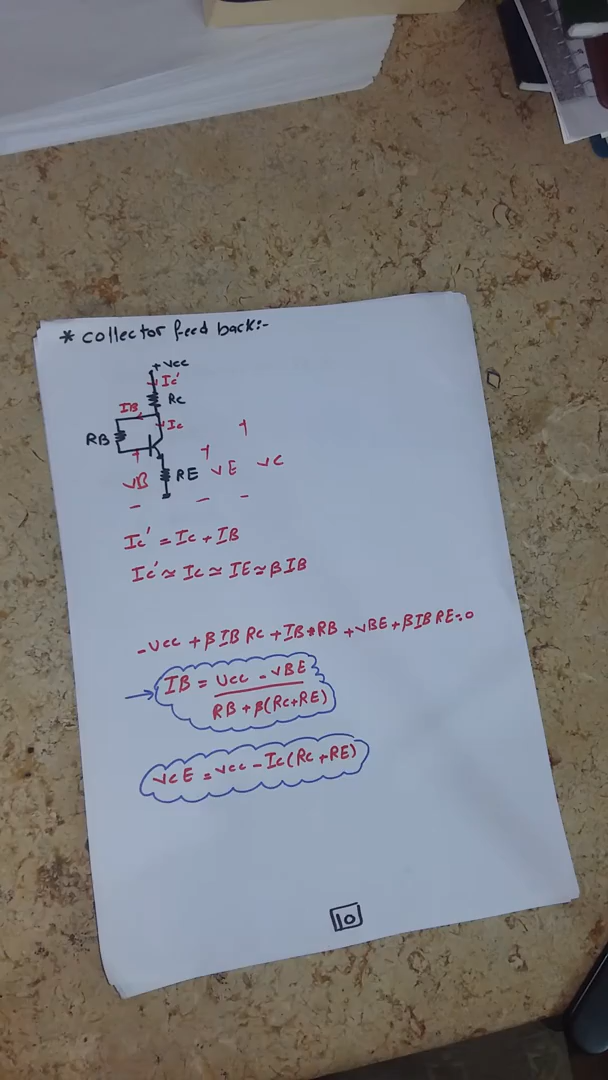 * collector feed back:-
+ Vcc
Ic'
Rc
IB
Ic
RB
+ + +
VB RE VE VC
- - -
Ic' = Ic + IB
Ic' ≃ Ic ≃ IE ≃ βIB
-Vcc + βIB Rc + IB*RB + VBE + βIB RE = 0
→ IB = Vcc - VBE
RB + β(Rc+RE)
VCE = Vcc - Ic(Rc + RE)
10